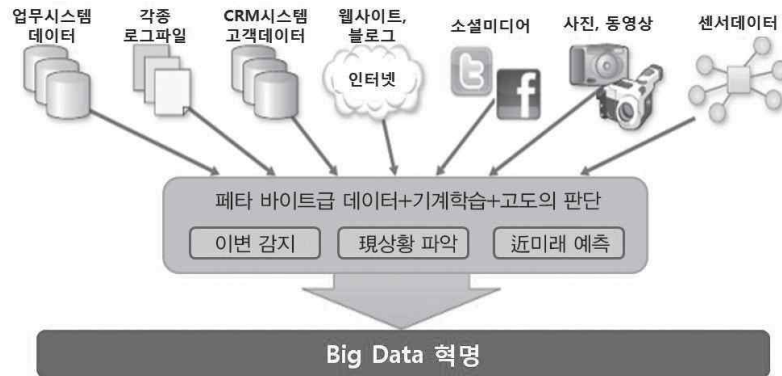 업무시스템
데이터
각종
로그파일
CRM시스템
고객데이터
웹사이트,
블로그
인터넷
소셜미디어
t
f
사진, 동영상
센서데이터
페타 바이트급 데이터+기계학습+고도의 판단
이변 감지
現상황 파악
近미래 예측
Big Data 혁명